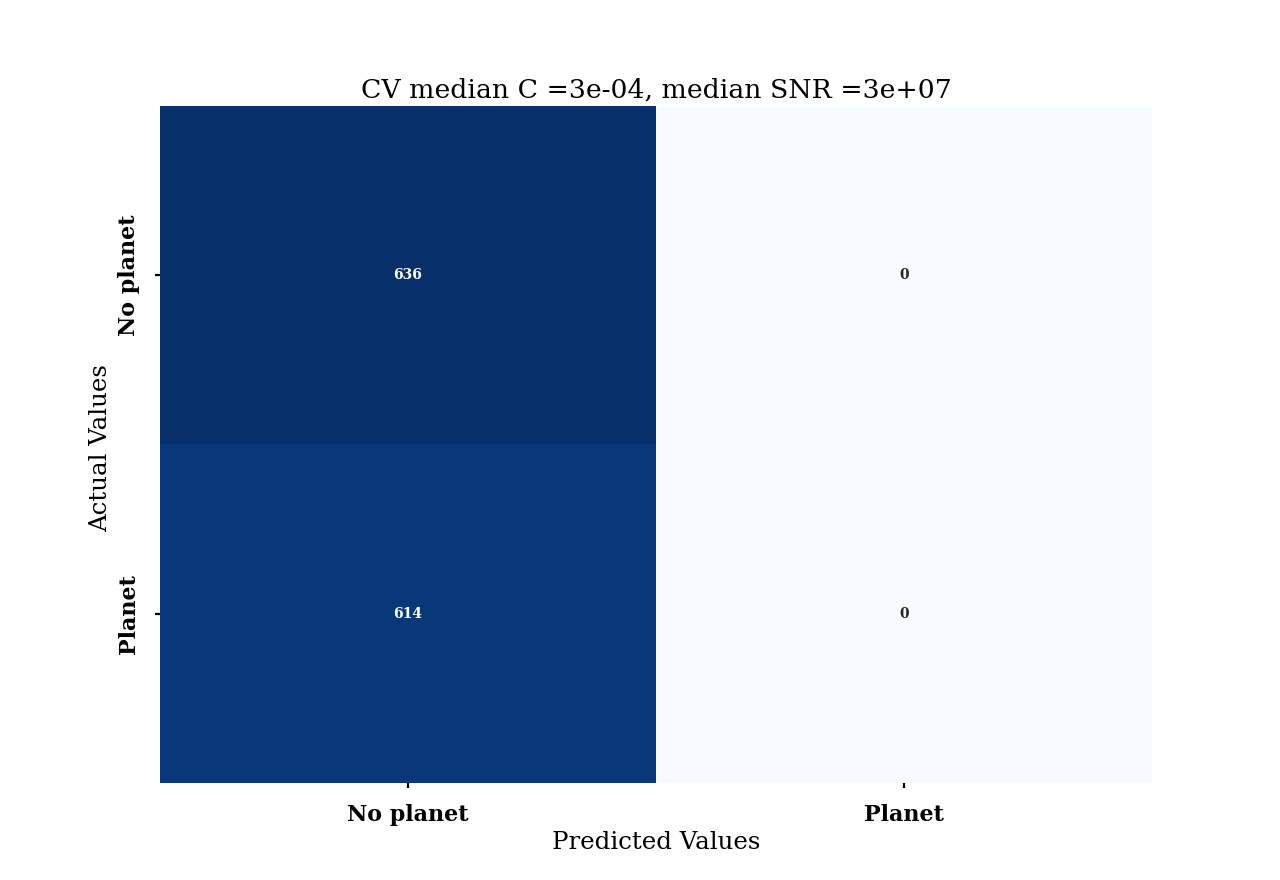 CV median C =3e-04, median SNR =3e+07
No planet
636
0
Actual Values
Planet
614
0
No planet
Planet
Predicted Values